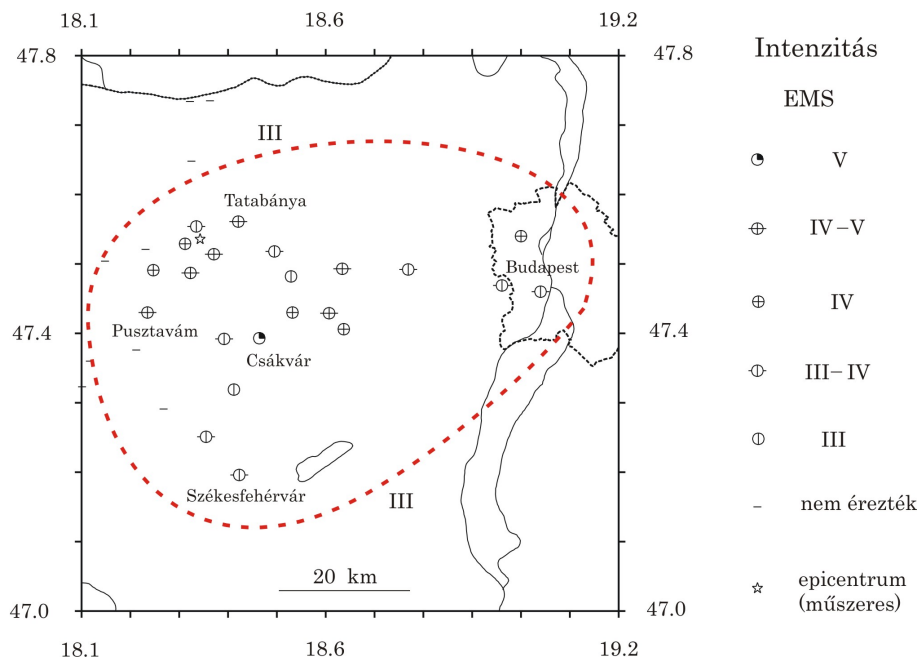 18.1 18.6 19.2
47.8 47.8
Intenzitás
EMS
III
V
Tatabánya
IV–V
Budapest
IV
Pusztavám
47.4 47.4
Csákvár
III–IV
III
Székesfehérvár
III
nem érezték
20 km
epicentrum
(műszeres)
47.0 47.0
18.1 18.6 19.2